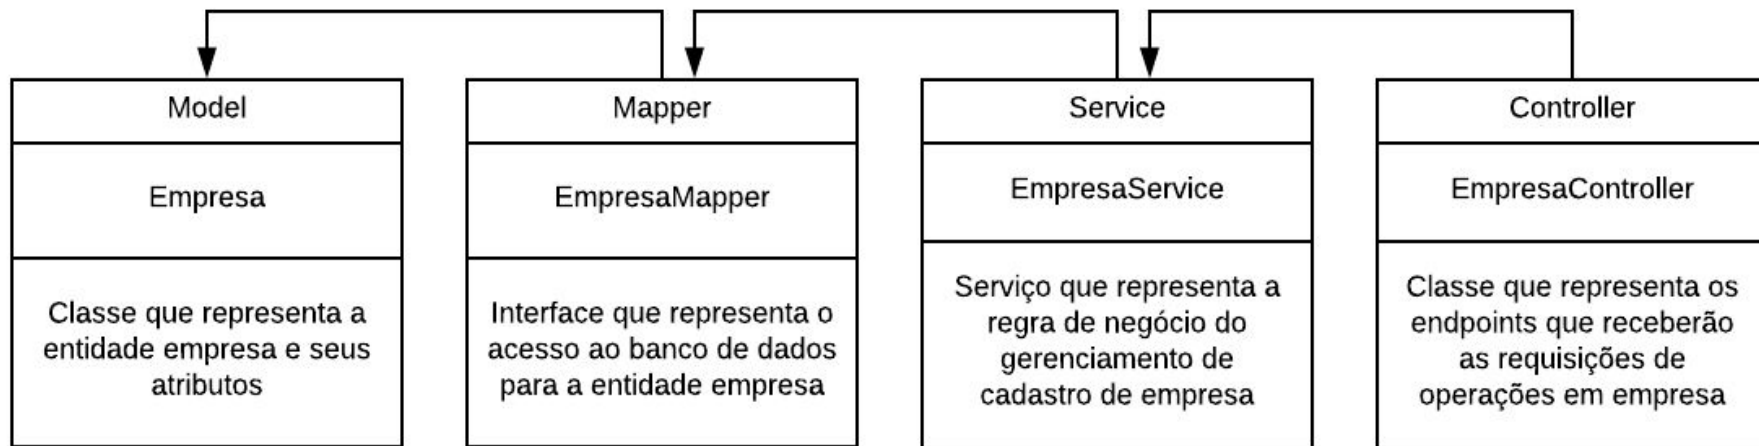 Model
Empresa
Classe que representa a
entidade empresa e seus
atributos
Mapper
EmpresaMapper
Interface que representa o
acesso ao banco de dados
para a entidade empresa
Service
EmpresaService
Serviço que representa a
regra de negócio do
gerenciamento de
cadastro de empresa
Controller
EmpresaController
Classe que representa os
endpoints que receberão
as requisições de
operações em empresa